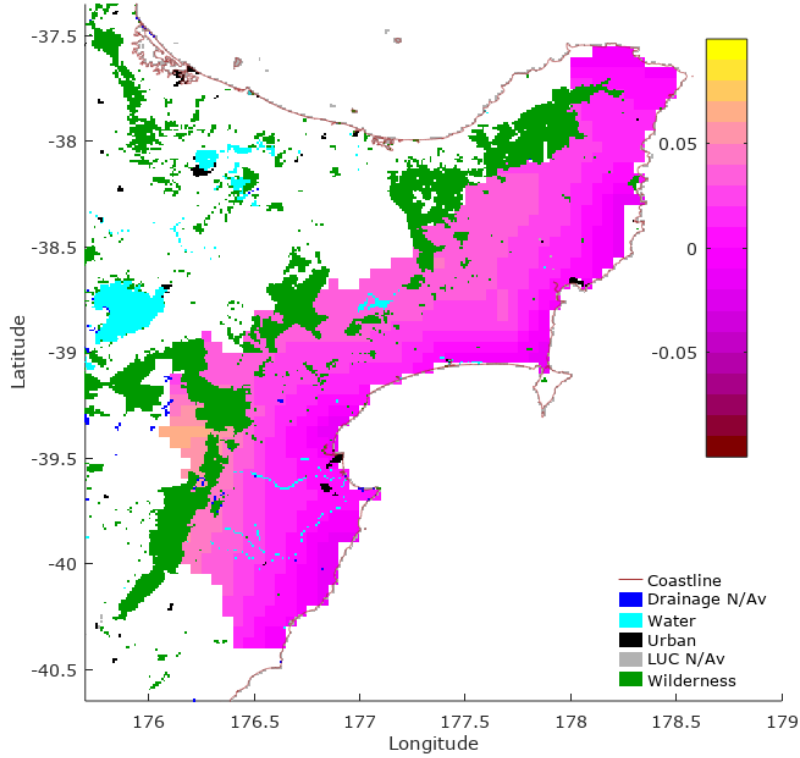 -37.5
-38
-38.5
-39
-39.5
-40
-40.5
Latitude
176
176.5
177
177.5
178
178.5
179
Longitude
0.05
0
-0.05
Coastline
Drainage N/Av
Water
Urban
LUC N/Av
Wilderness